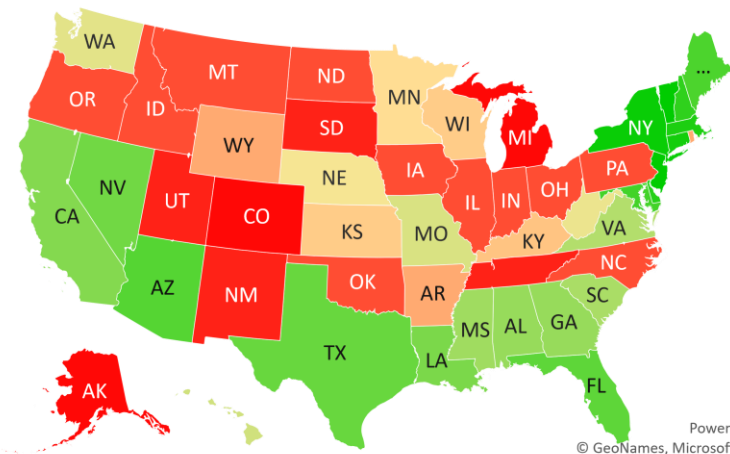 WA
MT
ND
MN
OR
ID
SD
WI
MI
...
NY
WY
IA
PA
NE
NV
UT
CO
IL
IN
OH
CA
KS
MO
KY
VA
AZ
NM
OK
AR
NC
SC
TX
MS
AL
GA
LA
FL
AK
Power
© GeoNames, Microsof